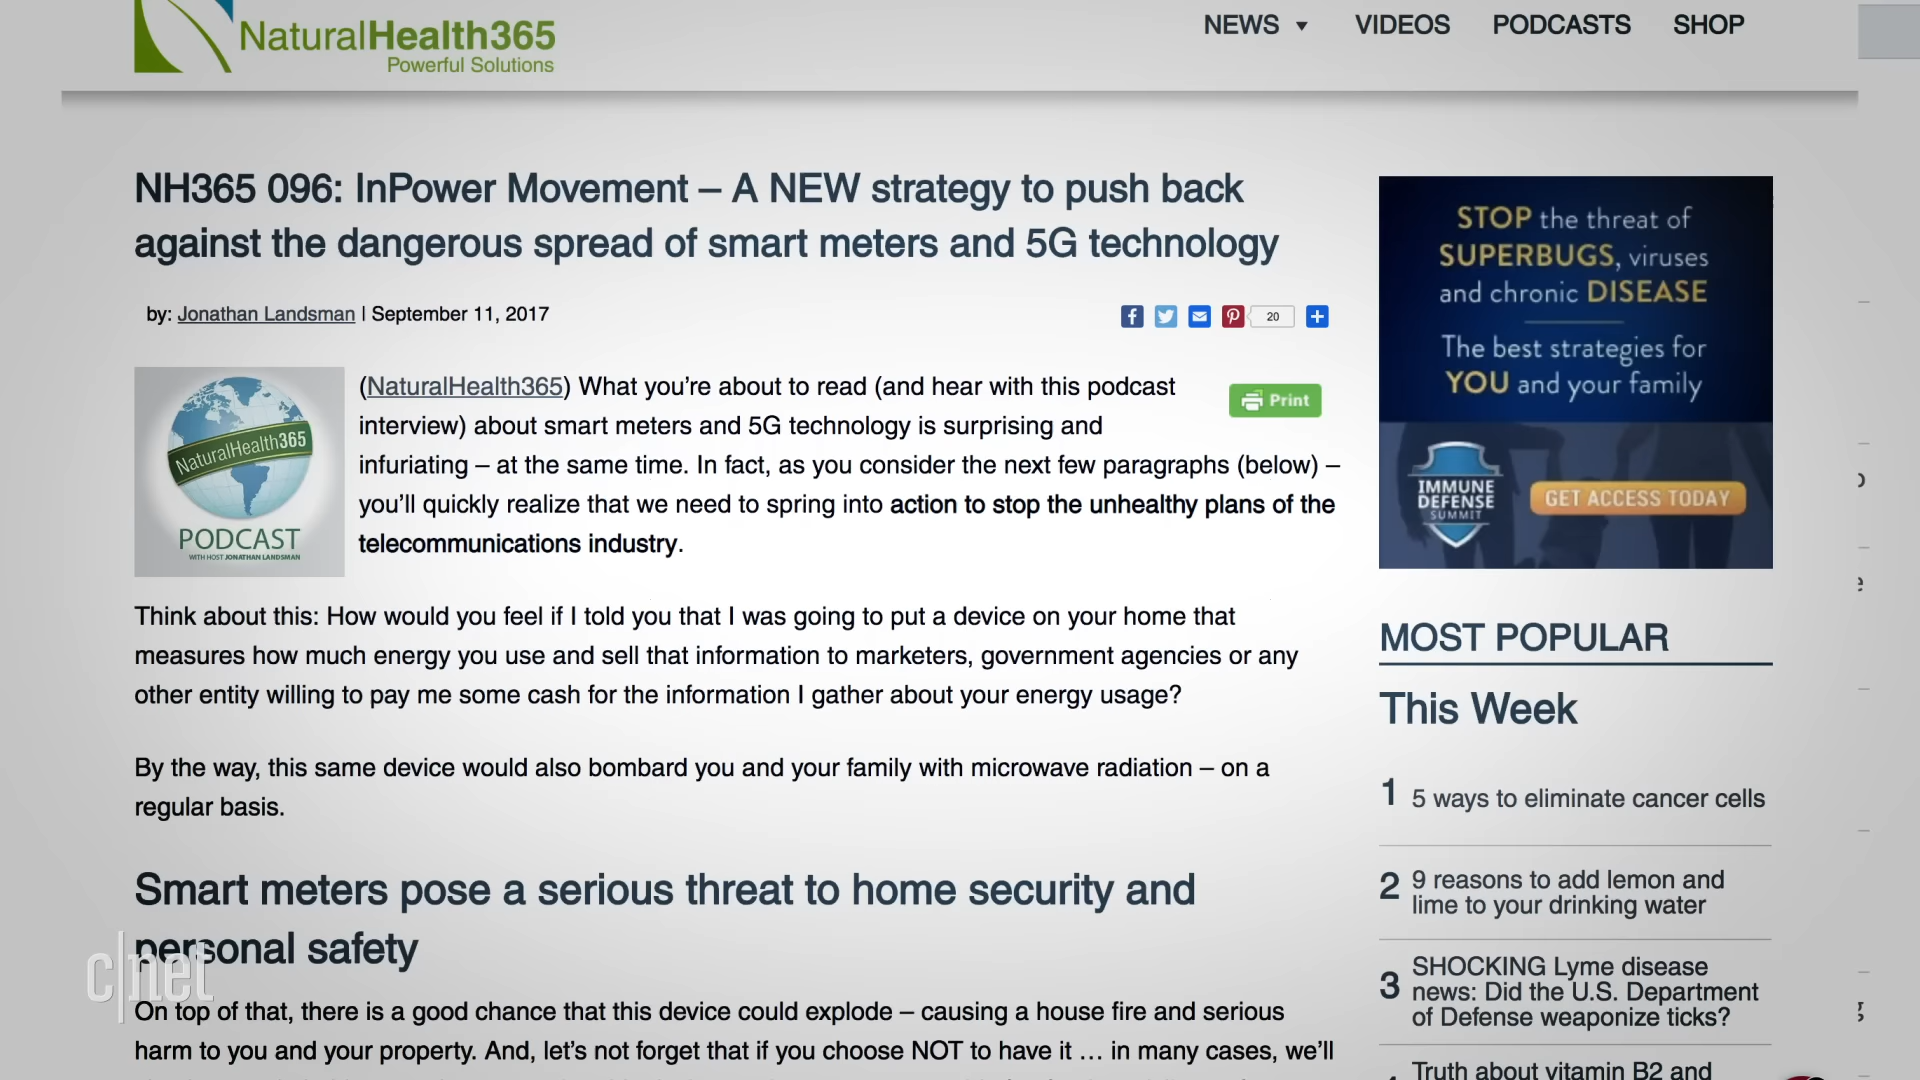 NaturalHealth365
Powerful Solutions
NEWS ▼ VIDEOS PODCASTS SHOP
NH365 096: InPower Movement – A NEW strategy to push back
against the dangerous spread of smart meters and 5G technology
by: Jonathan Landsman | September 11, 2017
20
NaturalHealth365
PODCAST
WITH HOST JONATHAN LANDSMAN
(NaturalHealth365) What you’re about to read (and hear with this podcast
interview) about smart meters and 5G technology is surprising and
infuriating – at the same time. In fact, as you consider the next few paragraphs (below) –
you’ll quickly realize that we need to spring into action to stop the unhealthy plans of the
telecommunications industry.
Print
Think about this: How would you feel if I told you that I was going to put a device on your home that
measures how much energy you use and sell that information to marketers, government agencies or any
other entity willing to pay me some cash for the information I gather about your energy usage?
By the way, this same device would also bombard you and your family with microwave radiation – on a
regular basis.
Smart meters pose a serious threat to home security and
personal safety
On top of that, there is a good chance that this device could explode – causing a house fire and serious
harm to you and your property. And, let’s not forget that if you choose NOT to have it … in many cases, we’ll
STOP the threat of
SUPERBUGS, viruses
and chronic DISEASE
The best strategies for
YOU and your family
IMMUNE
DEFENSE
SUMMIT
GET ACCESS TODAY
MOST POPULAR
This Week
1 5 ways to eliminate cancer cells
2 9 reasons to add lemon and
lime to your drinking water
3 SHOCKING Lyme disease
news: Did the U.S. Department
of Defense weaponize ticks?
Truth about vitamin B2 and
c|net